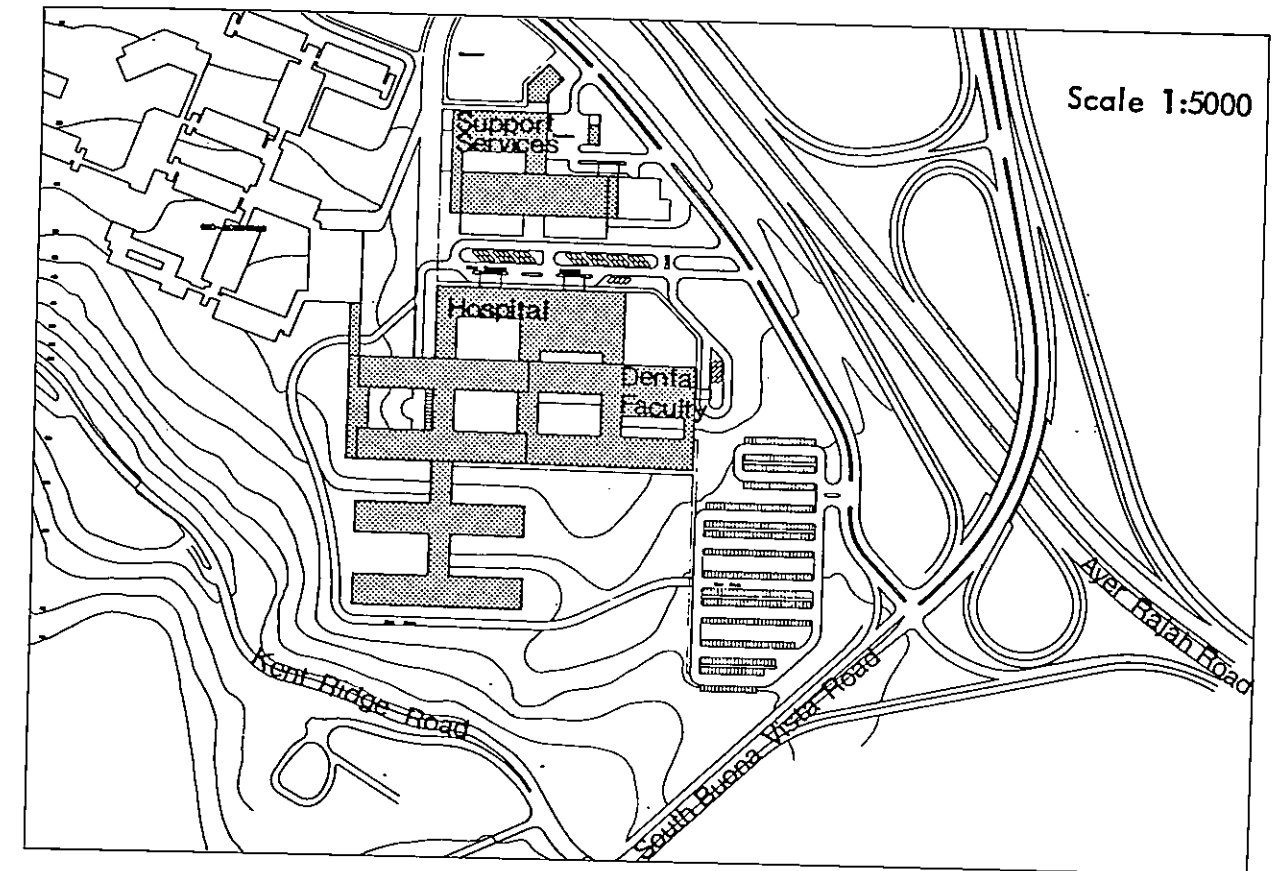 Scale 1:5000
Support
Services
Hospital
Dental
Faculty
Ayer Rajah Road
Kent Ridge Road
South Buona Vista Road